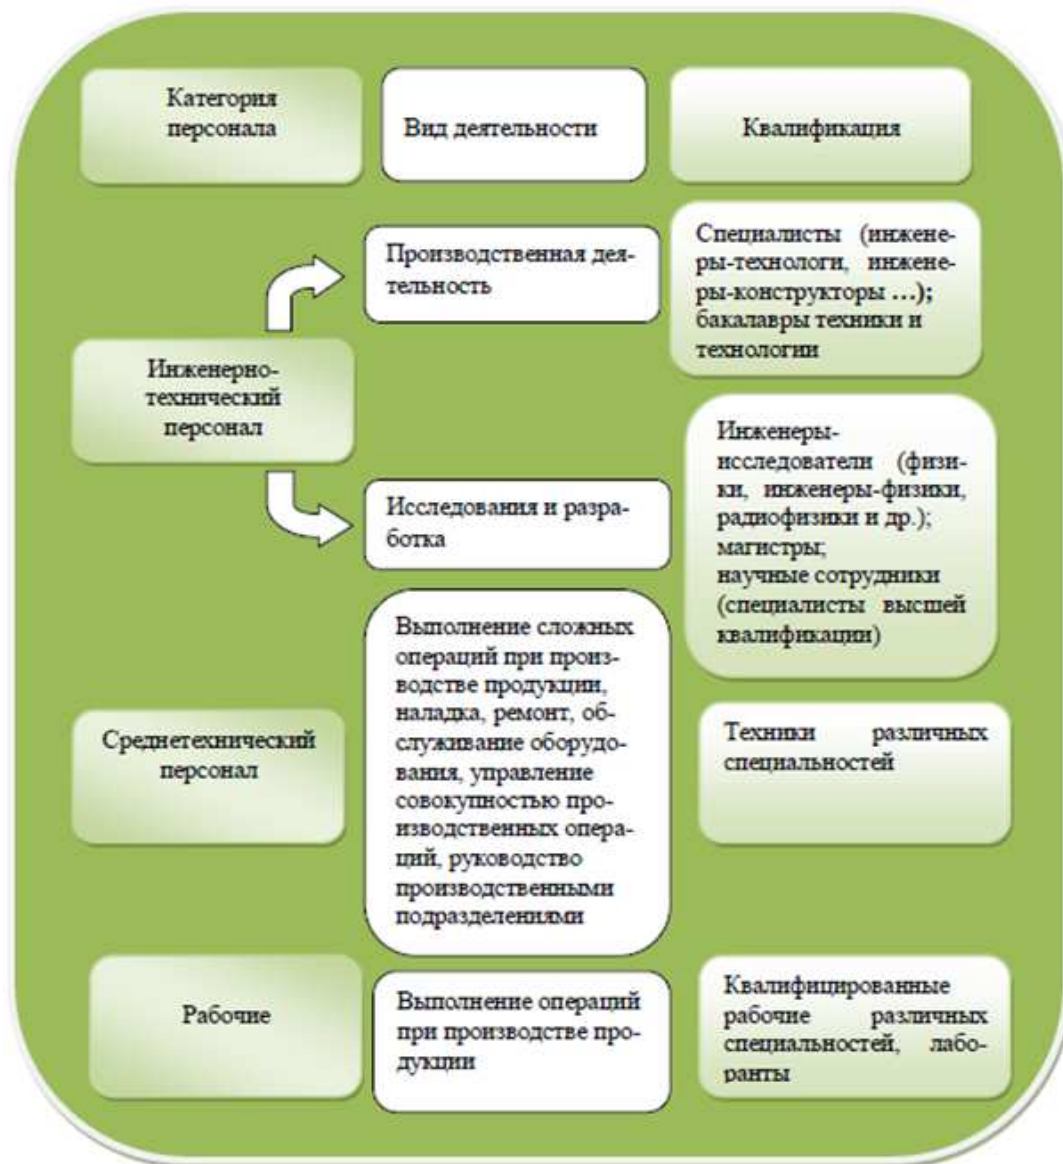 Категория
персонала
Вид деятельности
Квалификация
Производственная дея-
тельность
Специалисты (инжене-
ры-технологи, инжене-
ры-конструкторы …);
бакалавры техники и
технологии
Инженерно-
технический
персонал
Исследования и разра-
ботка
Инженеры-
исследователи (физи-
ки, инженеры-физики,
радиофизики и др.);
магистры;
научные сотрудники
(специалисты высшей
квалификации)
Среднетехнический
персонал
Выполнение сложных
операций при произ-
водстве продукции,
наладка, ремонт, об-
служивание оборудо-
вания, управление
совокупностью про-
изводственных опера-
ций, руководство
производственными
подразделениями
Техники различных
специальностей
Рабочие
Выполнение операций
при производстве про-
дукции
Квалифицированные
рабочие различных
специальностей, лабо-
ранты